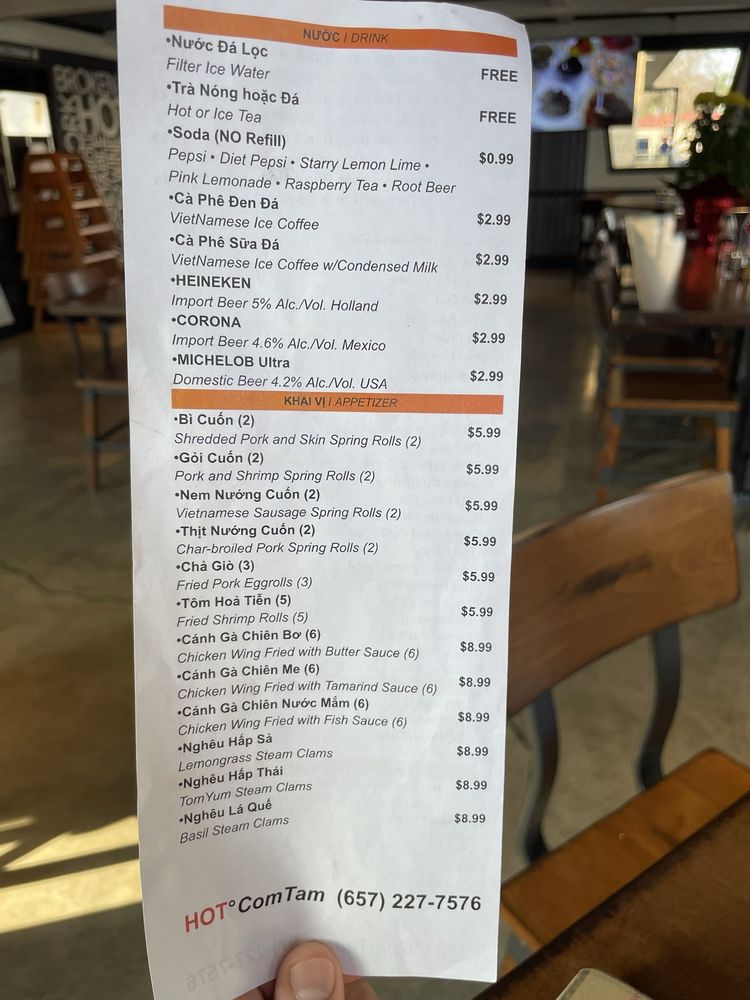 NƯỚC / DRINK
•Nước Đá Lọc
Filter Ice Water FREE
•Trà Nóng hoặc Đá
Hot or Ice Tea FREE
•Soda (NO Refill)
Pepsi • Diet Pepsi • Starry Lemon Lime • $0.99
Pink Lemonade • Raspberry Tea • Root Beer
•Cà Phê Đen Đá
VietNamese Ice Coffee $2.99
•Cà Phê Sữa Đá
VietNamese Ice Coffee w/Condensed Milk $2.99
•HEINEKEN
Import Beer 5% Alc./Vol. Holland $2.99
•CORONA
Import Beer 4.6% Alc./Vol. Mexico $2.99
•MICHELOB Ultra
Domestic Beer 4.2% Alc./Vol. USA $2.99
KHAI VỊ / APPETIZER
•Bì Cuốn (2)
Shredded Pork and Skin Spring Rolls (2) $5.99
•Gỏi Cuốn (2)
Pork and Shrimp Spring Rolls (2) $5.99
•Nem Nướng Cuốn (2)
Vietnamese Sausage Spring Rolls (2) $5.99
•Thịt Nướng Cuốn (2)
Char-broiled Pork Spring Rolls (2) $5.99
•Chả Giò (3)
Fried Pork Eggrolls (3) $5.99
•Tôm Hoả Tiễn (5)
Fried Shrimp Rolls (5) $5.99
•Cánh Gà Chiên Bơ (6)
Chicken Wing Fried with Butter Sauce (6) $8.99
•Cánh Gà Chiên Me (6)
Chicken Wing Fried with Tamarind Sauce (6) $8.99
•Cánh Gà Chiên Nước Mắm (6)
Chicken Wing Fried with Fish Sauce (6) $8.99
•Nghêu Hấp Sả
Lemongrass Steam Clams $8.99
•Nghêu Hấp Thái
TomYum Steam Clams $8.99
•Nghêu Lá Quế
Basil Steam Clams $8.99
HOT°ComTam (657) 227-7576
BROKEN
HO